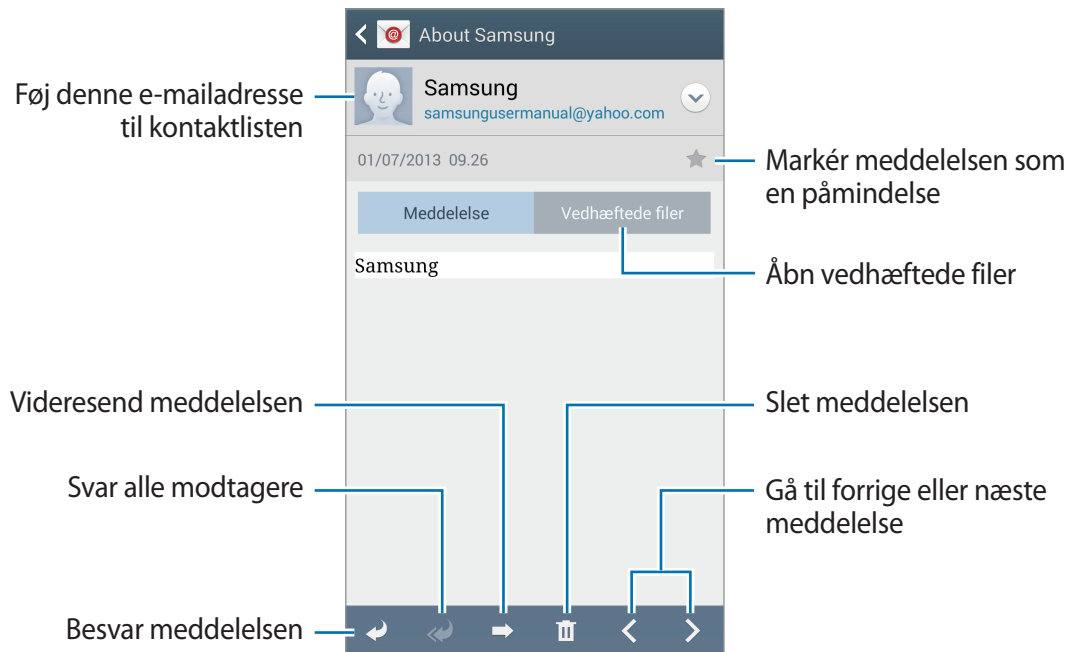 About Samsung
Føj denne e-mailadresse
til kontaktlisten
Samsung
samsungusermanual@yahoo.com
01/07/2013 09.26
Markér meddelelsen som
en påmindelse
Meddelelse
Vedhæftede filer
Samsung
Åbn vedhæftede filer
Videresend meddelelsen
Slet meddelelsen
Svar alle modtagere
Gå til forrige eller næste
meddelelse
Besvar meddelelsen